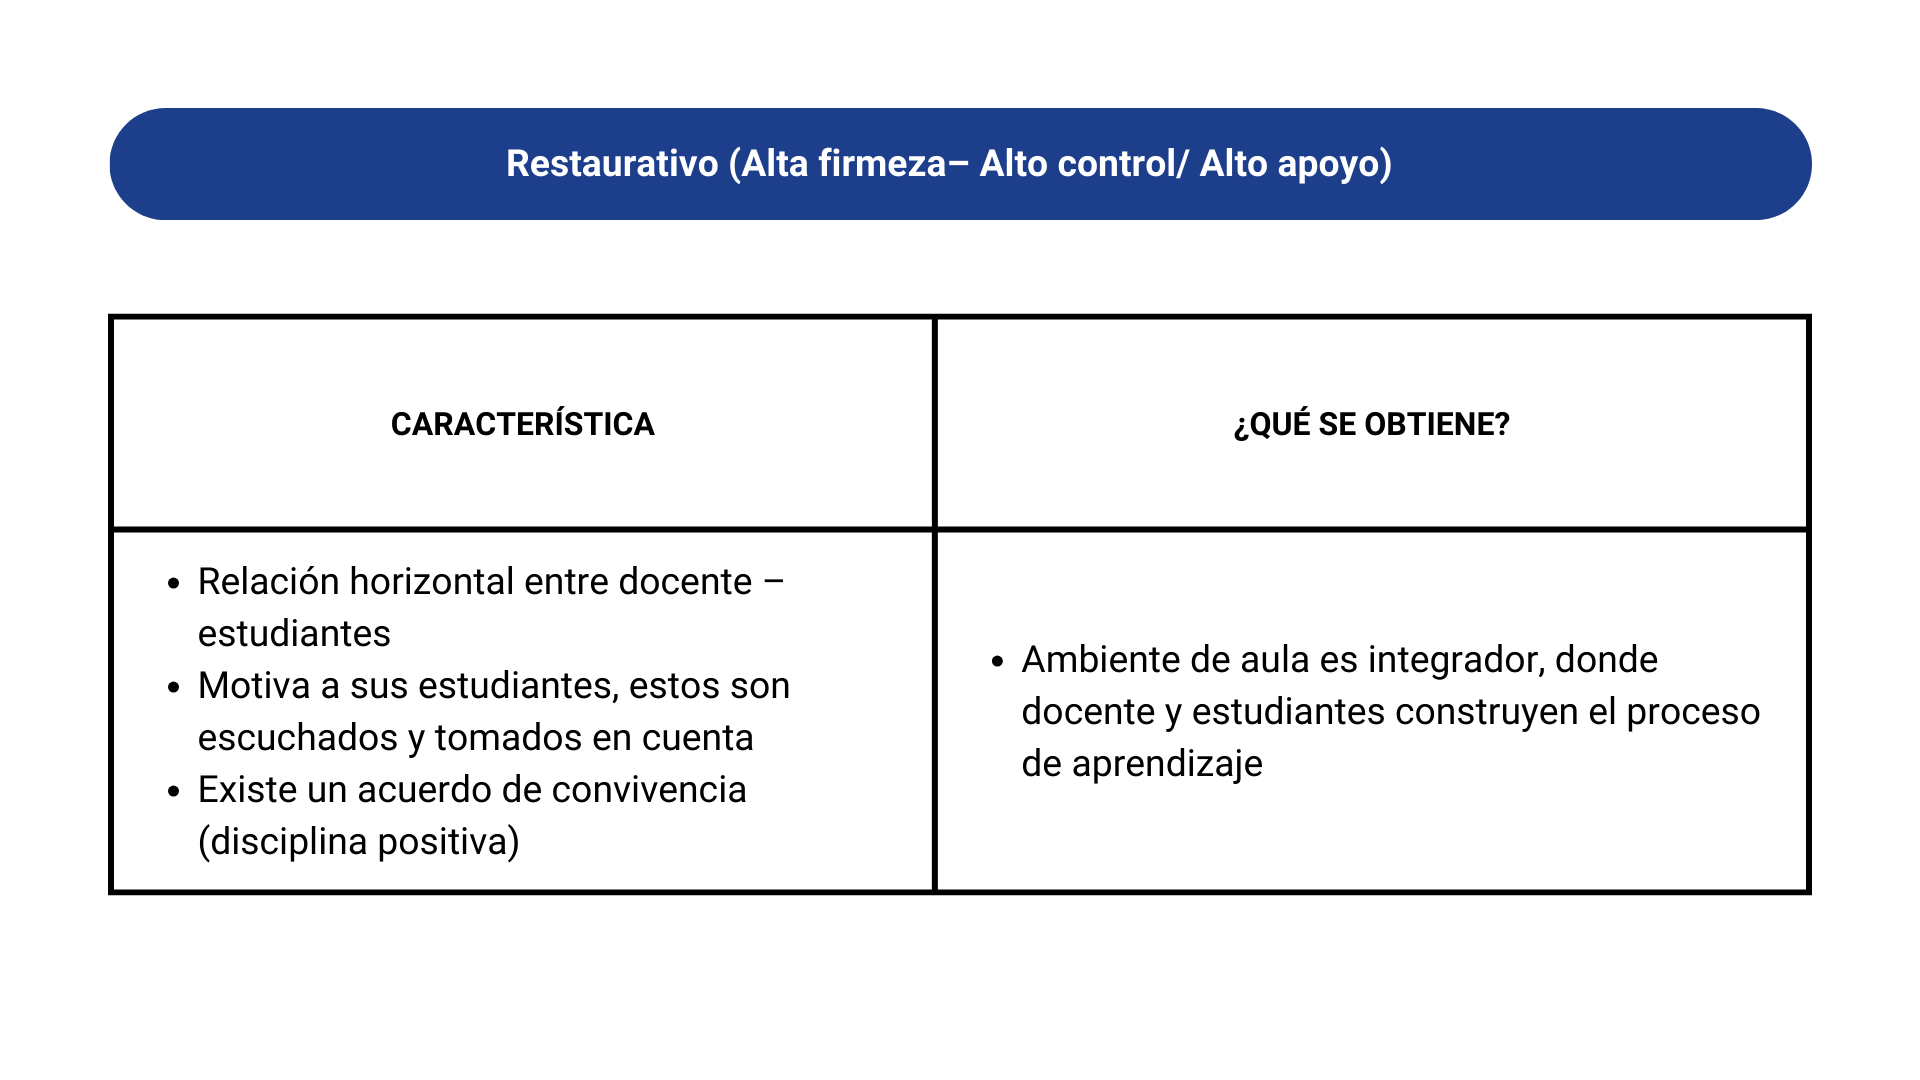 Restaurativo (Alta firmeza– Alto control/ Alto apoyo)
CARACTERÍSTICA
¿QUÉ SE OBTIENE?
• Relación horizontal entre docente –
estudiantes
• Motiva a sus estudiantes, estos son
escuchados y tomados en cuenta
• Existe un acuerdo de convivencia
(disciplina positiva)
• Ambiente de aula es integrador, donde
docente y estudiantes construyen el proceso
de aprendizaje